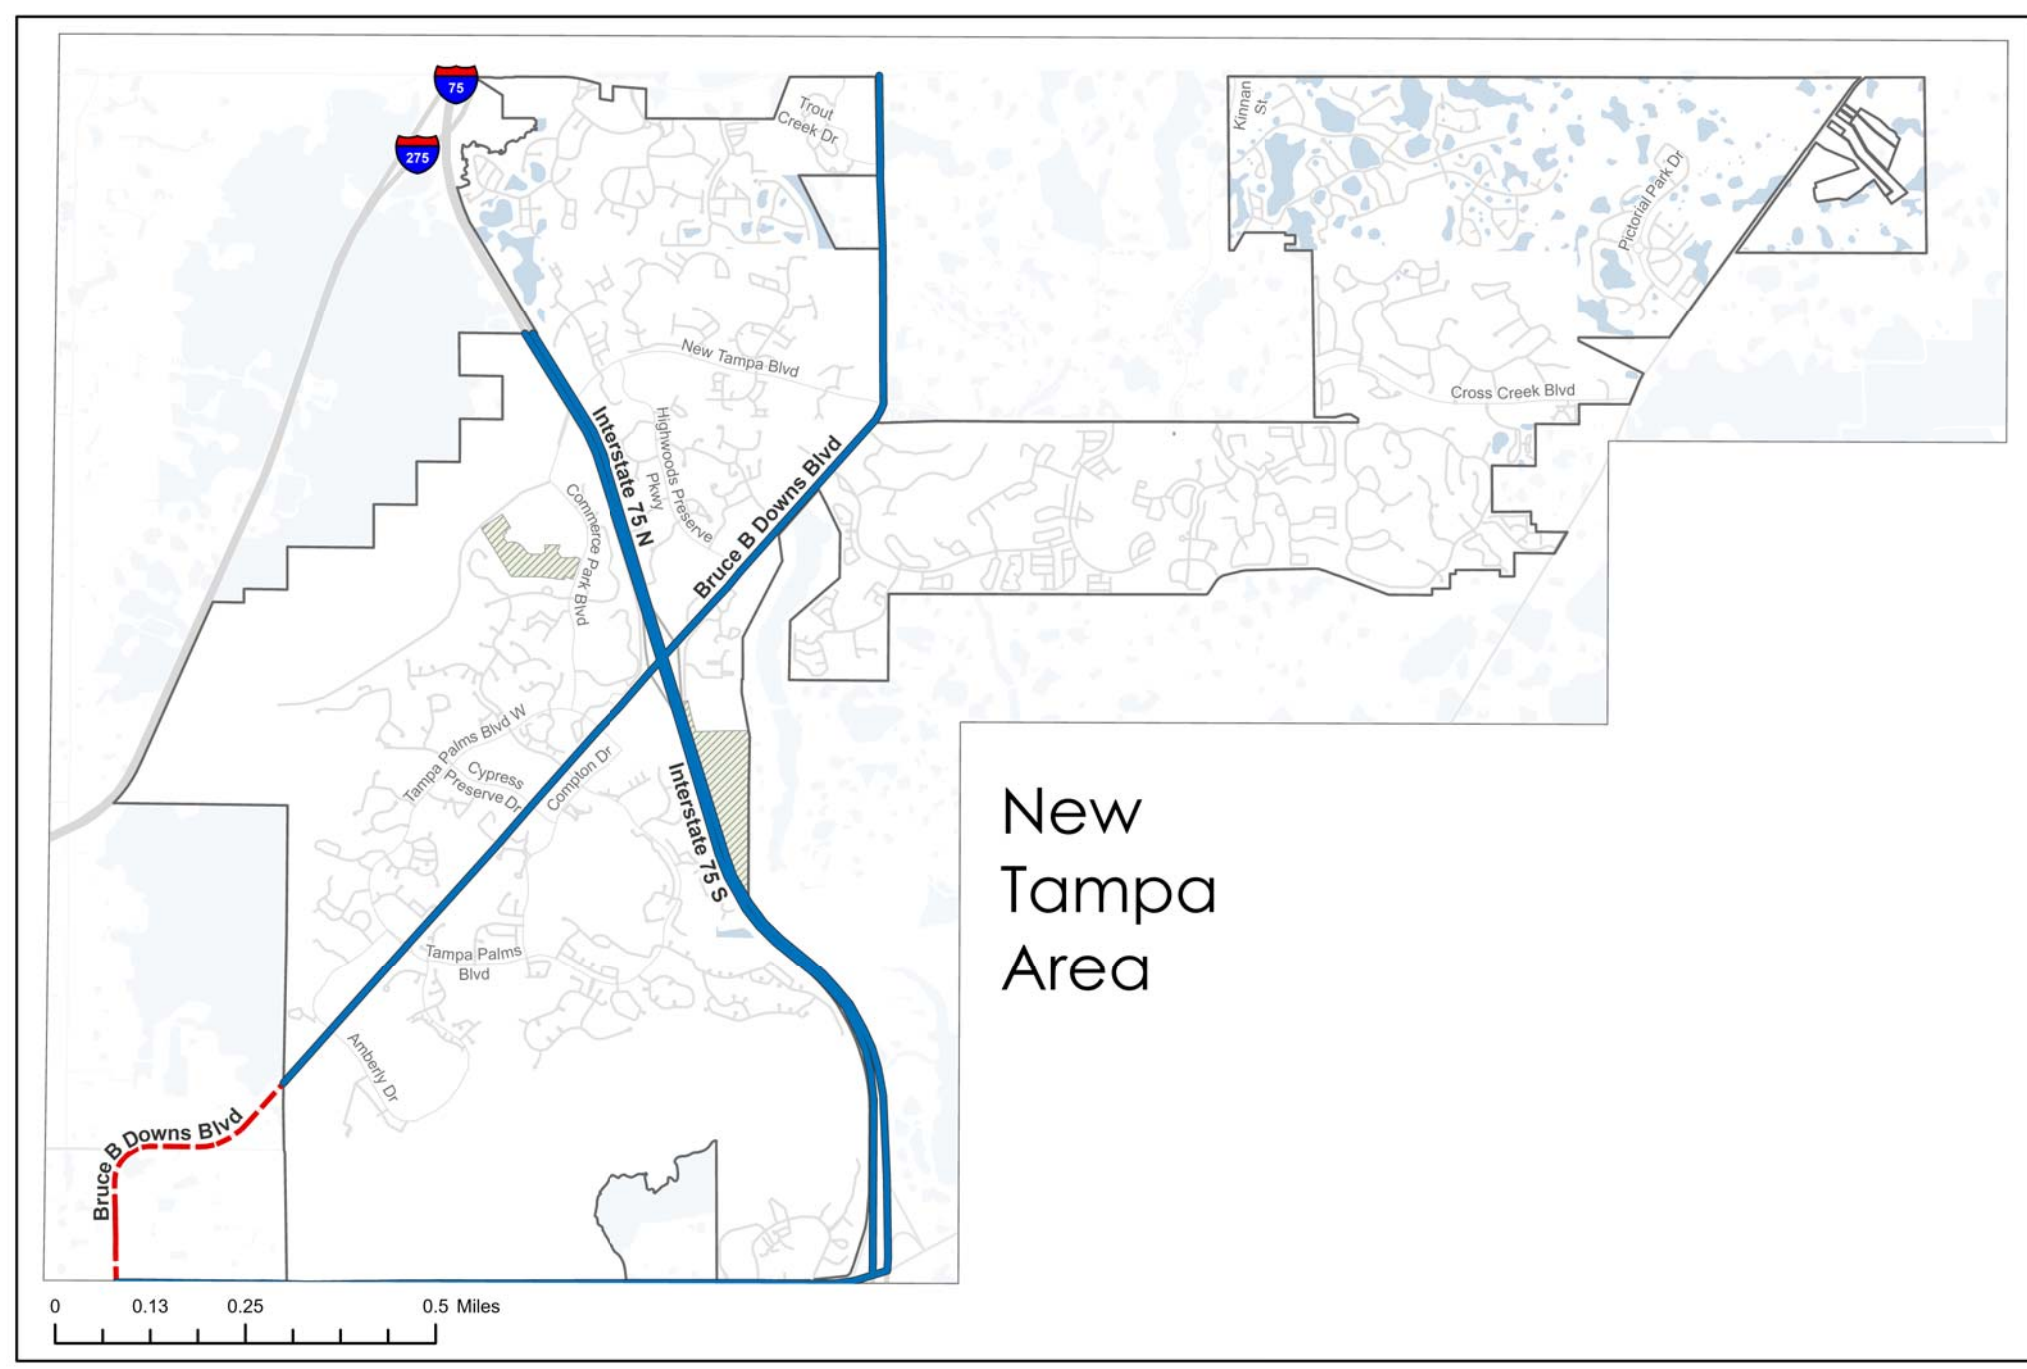 75
275
Trout
Creek Dr
Kinnan
St
Pictorial Park Dr
New Tampa Blvd
Cross Creek Blvd
Interstate 75 N
Highwoods Preserve
Pkwy
Commerce Park Blvd
Bruce B Downs Blvd
Tampa Palms Blvd W
Cypress
Preserve Dr
Compton Dr
Interstate 75 S
New
Tampa
Area
Tampa Palms
Blvd
Amberly Dr
Bruce B Downs Blvd
0 0.13 0.25 0.5 Miles